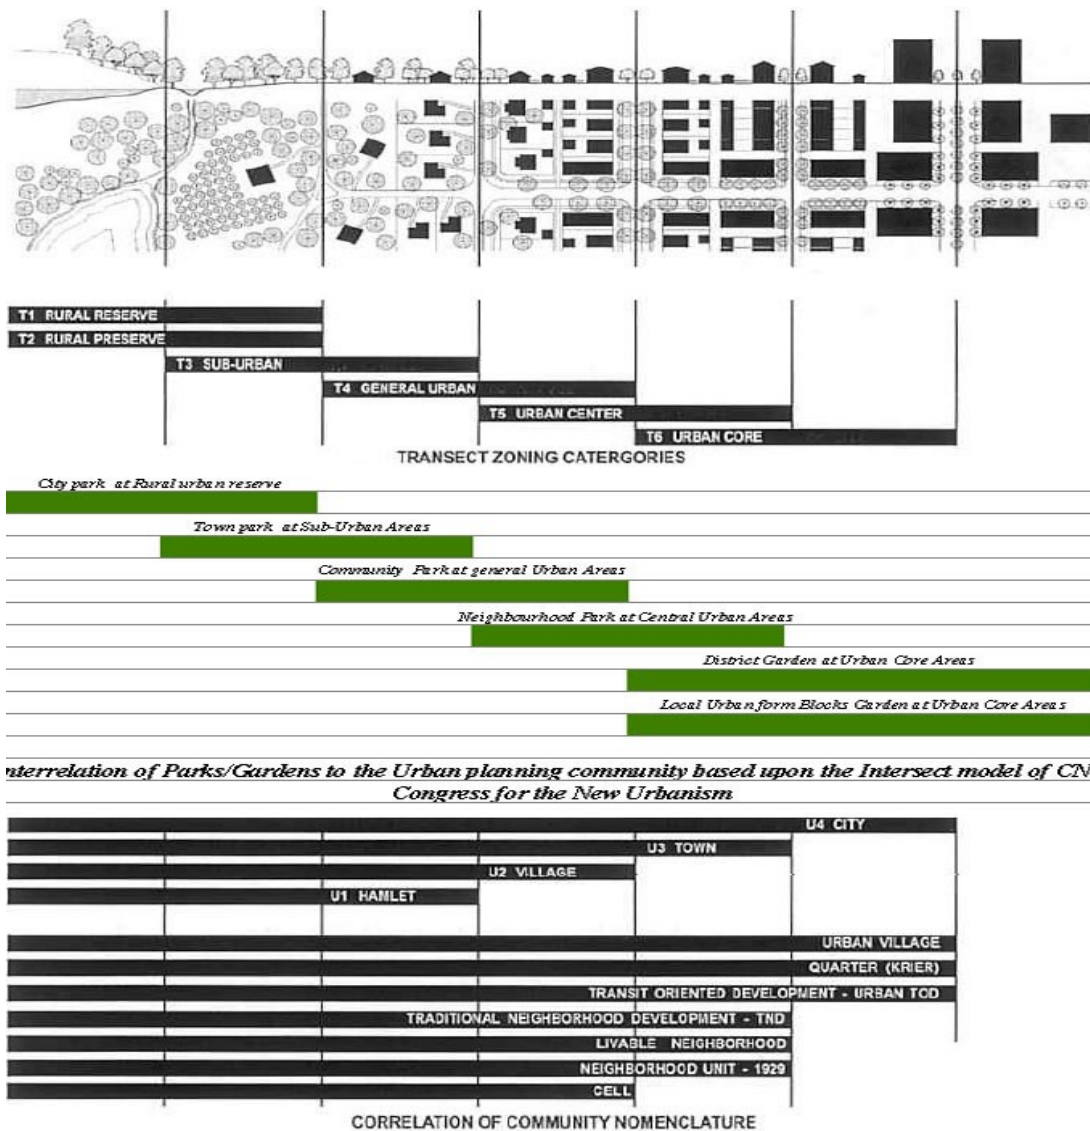 T1 RURAL RESERVE
T2 RURAL PRESERVE
T3 SUB-URBAN
T4 GENERAL URBAN
T5 URBAN CENTER
T6 URBAN CORE
TRANSECT ZONING CATERGORIES
City park at Rural urban reserve
Town park at Sub-Urban Areas
Community Park at general Urban Areas
Neighbourhood Park at Central Urban Areas
District Garden at Urban Core Areas
Local Urban form Blocks Garden at Urban Core Areas
nterrelation of Parks/Gardens to the Urban planning community based upon the Intersect model of CN
Congress for the New Urbanism
U4 CITY
U3 TOWN
U2 VILLAGE
U1 HAMLET
URBAN VILLAGE
QUARTER (KRIER)
TRANSIT ORIENTED DEVELOPMENT - URBAN TOD
TRADITIONAL NEIGHBORHOOD DEVELOPMENT - TND
LIVABLE NEIGHBORHOOD
NEIGHBORHOOD UNIT - 1929
CELL
CORRELATION OF COMMUNITY NOMENCLATURE